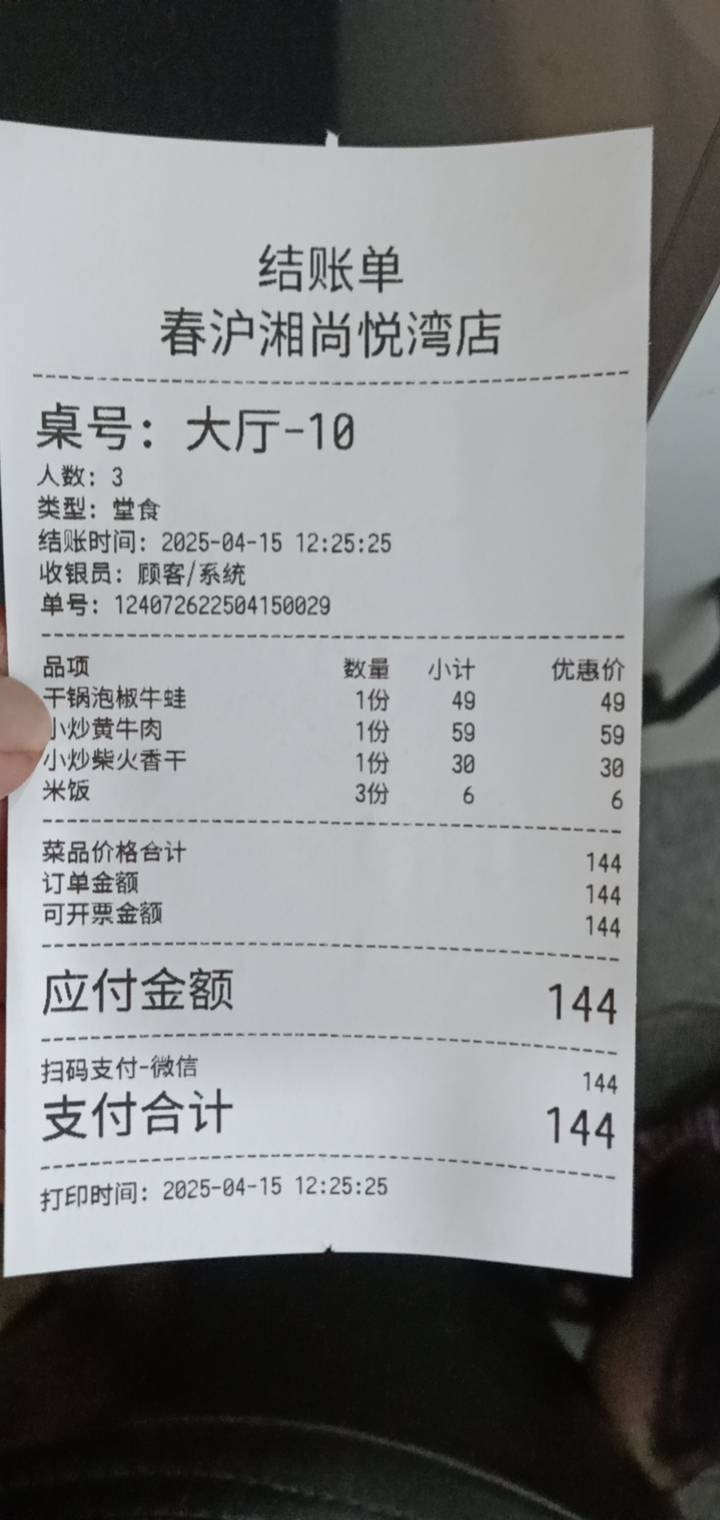 结账单
春沪湘尚悦湾店
桌号：大厅-10
人数：3
类型：堂食
结账时间：2025-04-15 12:25:25
收银员：顾客/系统
单号：124072622504150029
品项 数量 小计 优惠价
干锅泡椒牛蛙 1份 49 49
小炒黄牛肉 1份 59 59
小炒柴火香干 1份 30 30
米饭 3份 6 6
菜品价格合计 144
订单金额 144
可开票金额 144
应付金额 144
扫码支付-微信 144
支付合计 144
打印时间：2025-04-15 12:25:25